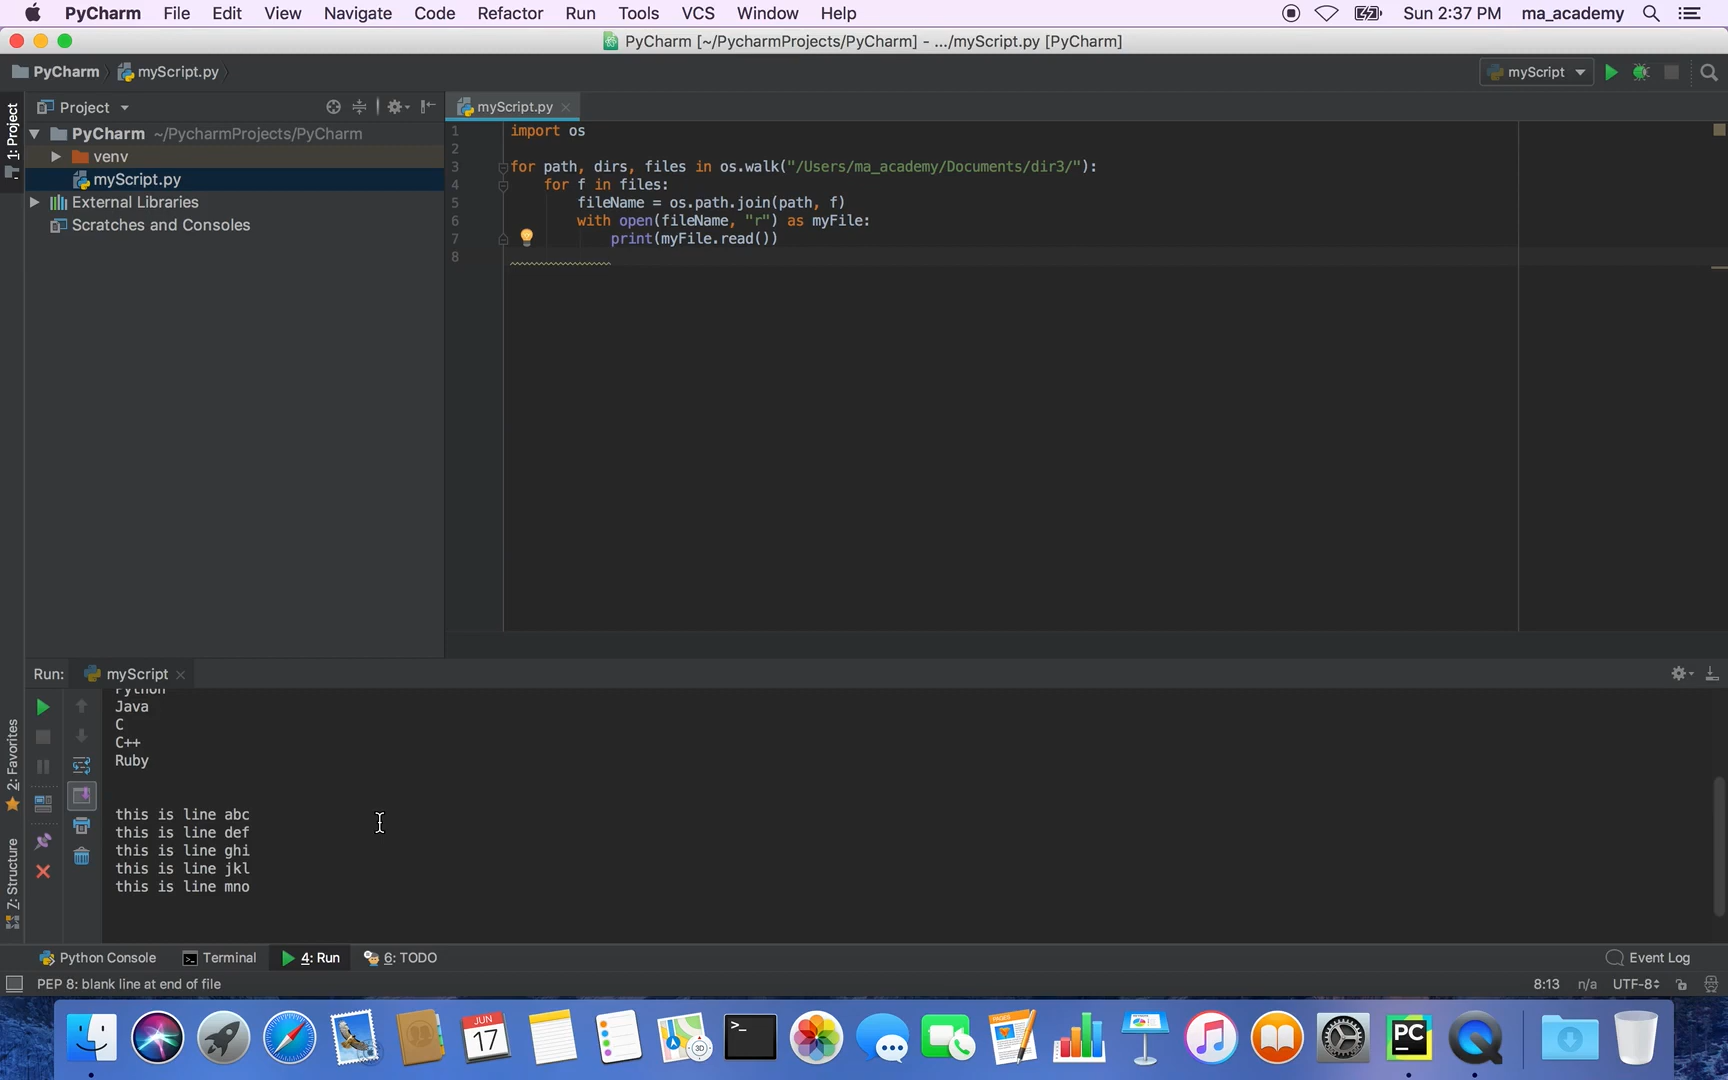 PyCharm File Edit View Navigate Code Refactor Run Tools VCS Window Help Sun 2:37 PM ma_academy
PyCharm [~/PycharmProjects/PyCharm] - .../myScript.py [PyCharm]
PyCharm myScript.py myScript
1: Project
Project
myScript.py
PyCharm ~/PycharmProjects/PyCharm
venv
myScript.py
External Libraries
Scratches and Consoles
1 import os
2
3 for path, dirs, files in os.walk("/Users/ma_academy/Documents/dir3/"):
4 for f in files:
5 fileName = os.path.join(path, f)
6 with open(fileName, "r") as myFile:
7 print(myFile.read())
8
Run: myScript
Python
Java
C
C++
Ruby
this is line abc
this is line def
this is line ghi
this is line jkl
this is line mno
2: Favorites
7: Structure
Python Console Terminal 4: Run 6: TODO Event Log
PEP 8: blank line at end of file 8:13 n/a UTF-8
JUN
17
3D
>_
PC